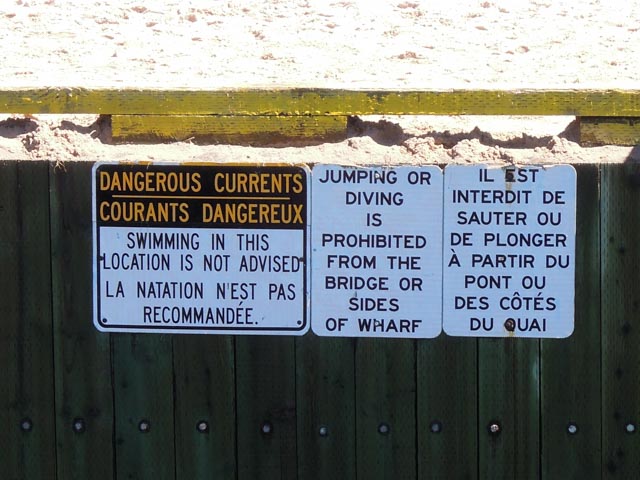 DANGEROUS CURRENTS
COURANTS DANGEREUX
SWIMMING IN THIS
LOCATION IS NOT ADVISED
LA NATATION N'EST PAS
RECOMMANDÉE.
JUMPING OR
DIVING
IS
PROHIBITED
FROM THE
BRIDGE OR
SIDES
OF WHARF
IL EST
INTERDIT DE
SAUTER OU
DE PLONGER
À PARTIR DU
PONT OU
DES CÔTÉS
DU QUAI